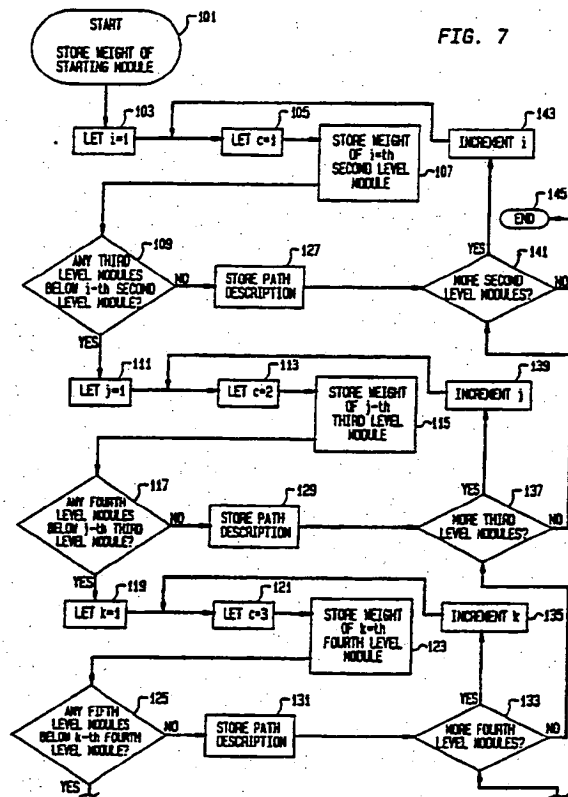 START
STORE WEIGHT OF
STARTING MODULE
101
FIG. 7
103
LET i=1
105
LET c=1
STORE WEIGHT
OF i-th
SECOND LEVEL
MODULE
107
143
INCREMENT i
145
END
109
ANY THIRD
LEVEL MODULES
BELOW i-th SECOND
LEVEL MODULE?
NO
127
STORE PATH
DESCRIPTION
YES
141
MORE SECOND
LEVEL MODULES?
NO
YES
111
LET j=1
113
LET c=2
STORE WEIGHT
OF j-th
THIRD LEVEL
MODULE
115
139
INCREMENT j
117
ANY FOURTH
LEVEL MODULES
BELOW j-th THIRD
LEVEL MODULE?
NO
129
STORE PATH
DESCRIPTION
YES
137
MORE THIRD
LEVEL MODULES?
NO
YES
119
LET k=1
121
LET c=3
STORE WEIGHT
OF k-th
FOURTH LEVEL
MODULE
123
INCREMENT k
135
125
ANY FIFTH
LEVEL MODULES
BELOW k-th FOURTH
LEVEL MODULE?
NO
131
STORE PATH
DESCRIPTION
YES
133
MORE FOURTH
LEVEL MODULES?
NO
YES